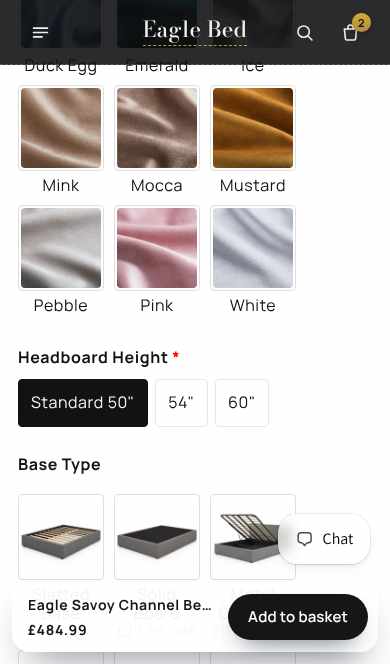 Eagle Bed
2
Duck Egg
Emerald
Ice
Mink
Mocca
Mustard
Pebble
Pink
White
Headboard Height *
Standard 50"
54"
60"
Base Type
Chat
Eagle Savoy Channel Be...
£484.99
Add to basket